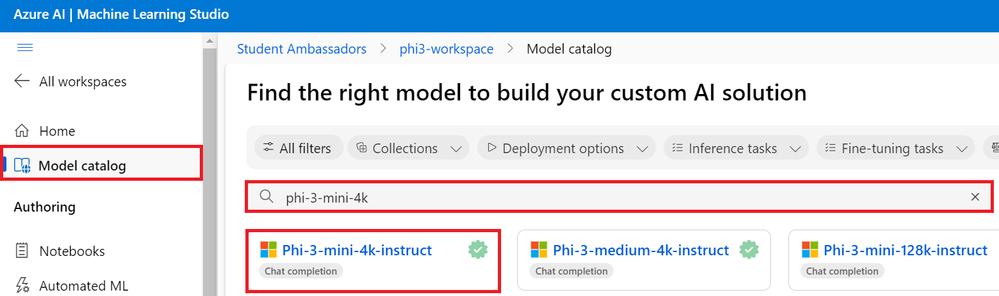 Azure AI | Machine Learning Studio
All workspaces
Home
Model catalog
Authoring
Notebooks
Automated ML
Student Ambassadors > phi3-workspace > Model catalog
Find the right model to build your custom AI solution
All filters Collections Deployment options Inference tasks Fine-tuning tasks
phi-3-mini-4k
Phi-3-mini-4k-instruct Phi-3-medium-4k-instruct Phi-3-mini-128k-instruct
Chat completion Chat completion Chat completion